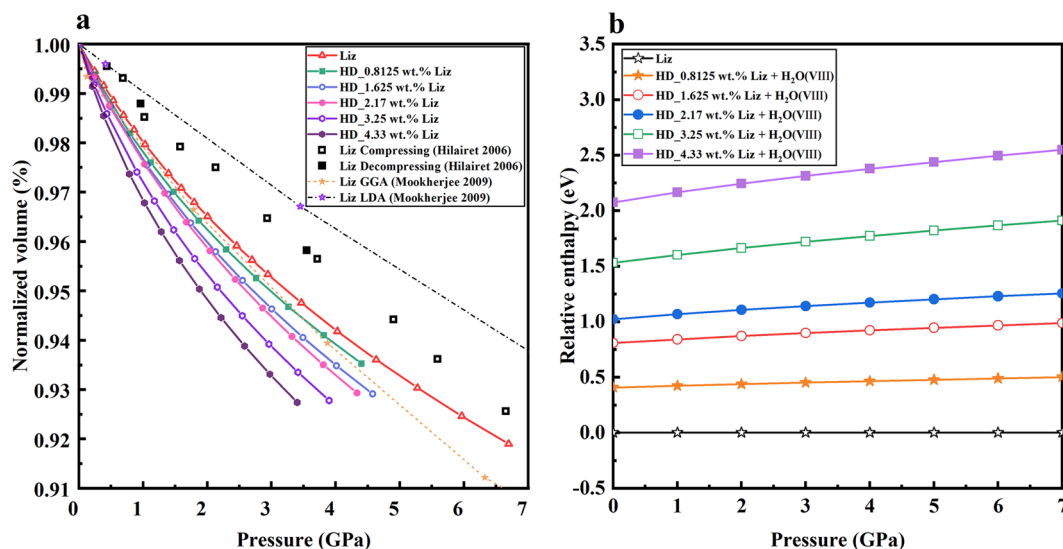 a
1.00
0.99
0.98
0.97
0.96
0.95
0.94
0.93
0.92
0.91
Normalized volume (%)
0 1 2 3 4 5 6 7
Pressure (GPa)
Liz
HD_0.8125 wt.% Liz
HD_1.625 wt.% Liz
HD_2.17 wt.% Liz
HD_3.25 wt.% Liz
HD_4.33 wt.% Liz
Liz Compressing (Hilairet 2006)
Liz Decompressing (Hilairet 2006)
Liz GGA (Mookherjee 2009)
Liz LDA (Mookherjee 2009)
b
3.5
3.0
2.5
2.0
1.5
1.0
0.5
0.0
-0.5
Relative enthalpy (eV)
0 1 2 3 4 5 6 7
Pressure (GPa)
Liz
HD_0.8125 wt.% Liz + H₂O(VIII)
HD_1.625 wt.% Liz + H₂O(VIII)
HD_2.17 wt.% Liz + H₂O(VIII)
HD_3.25 wt.% Liz + H₂O(VIII)
HD_4.33 wt.% Liz + H₂O(VIII)